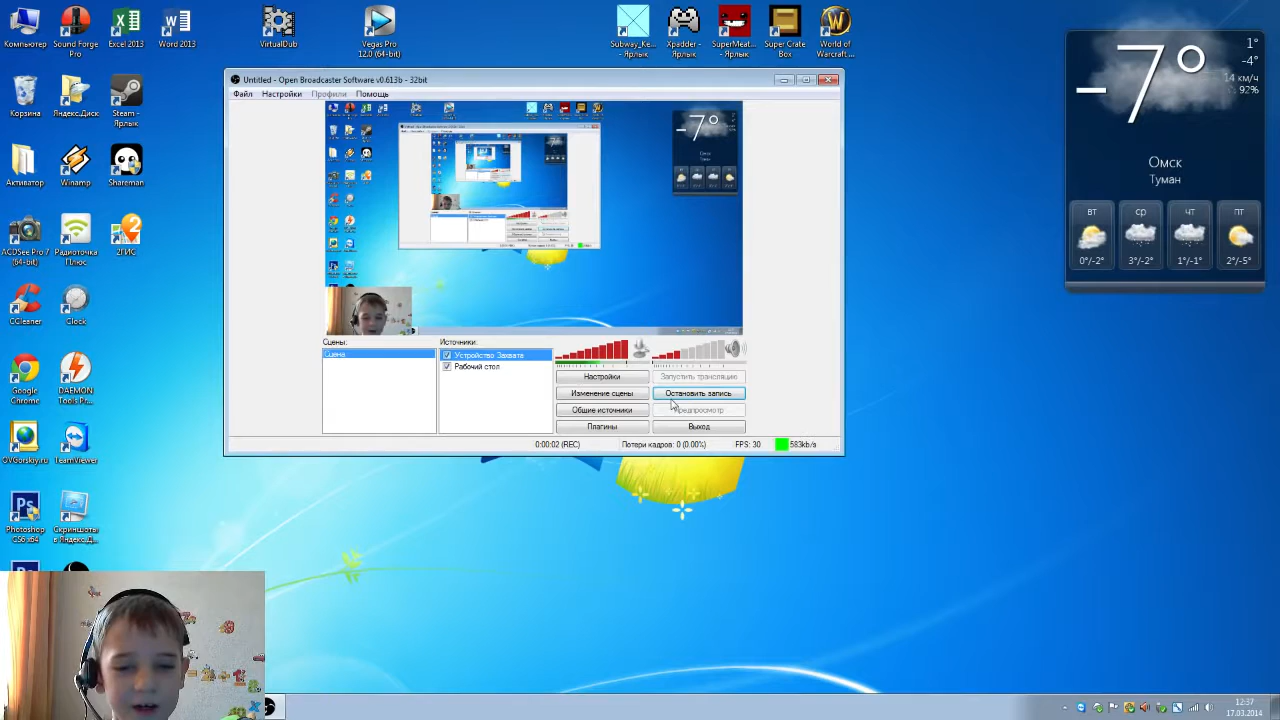 Компьютер
Sound Forge
Pro
Excel 2013
Word 2013
VirtualDub
Vegas Pro
12.0 (64-bit)
Subway_Ke...
- Ярлык
Xpadder -
Ярлык
SuperMeat...
- Ярлык
Super Crate
Box
World of
Warcraft ...
Корзина
Яндекс.Диск
Steam -
Ярлык
Активатор
Winamp
Shareman
ACDSee Pro 7
(64-bit)
Радиоточка
Плюс
2ГИС
CCleaner
Clock
Google
Chrome
DAEMON
Tools Pro...
OVGorskiy.ru
TeamViewer
Photoshop
CS6 x64
Скриншоты
в Яндекс.Д...
Untitled - Open Broadcaster Software v0.613b - 32bit
Файл
Настройки
Профили
Помощь
Сцены:
Источники:
Сцена
Устройство Захвата
Рабочий стол
Настройки
Запустить трансляцию
Изменение сцены
Остановить запись
Общие источники
Предпросмотр
Плагины
Выход
0:00:02 (REC)
Потери кадров: 0 (0.00%)
FPS: 30
583kb/s
-7°
1°
-4°
14 км/ч
92%
Омск
Туман
вт
ср
чт
пт
0°/-2°
3°/-2°
1°/-1°
2°/-5°
12:37
17.03.2014